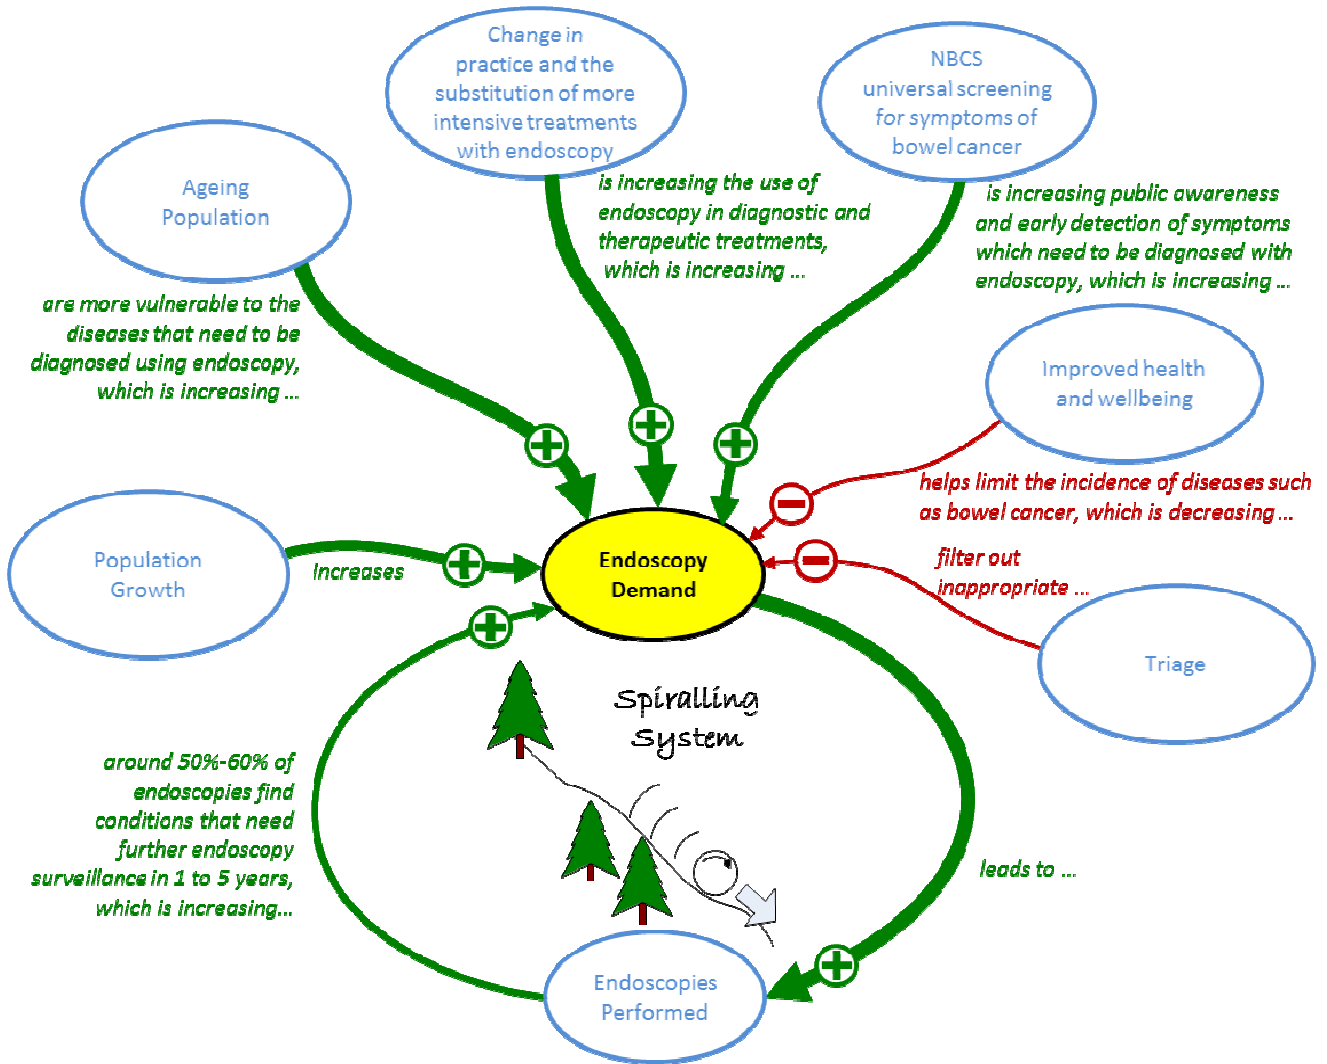 Change in
practice and the
substitution of more
intensive treatments
with endoscopy
NBCS
universal screening
for symptoms of
bowel cancer
Ageing
Population
is increasing the use of
endoscopy in diagnostic and
therapeutic treatments,
which is increasing ...
is increasing public awareness
and early detection of symptoms
which need to be diagnosed with
endoscopy, which is increasing ...
are more vulnerable to the
diseases that need to be
diagnosed using endoscopy,
which is increasing ...
Improved health
and wellbeing
helps limit the incidence of diseases such
as bowel cancer, which is decreasing ...
Population
Growth
Increases
Endoscopy
Demand
filter out
inappropriate ...
Triage
Spiralling
System
around 50%-60% of
endoscopies find
conditions that need
further endoscopy
surveillance in 1 to 5 years,
which is increasing...
leads to ...
Endoscopies
Performed